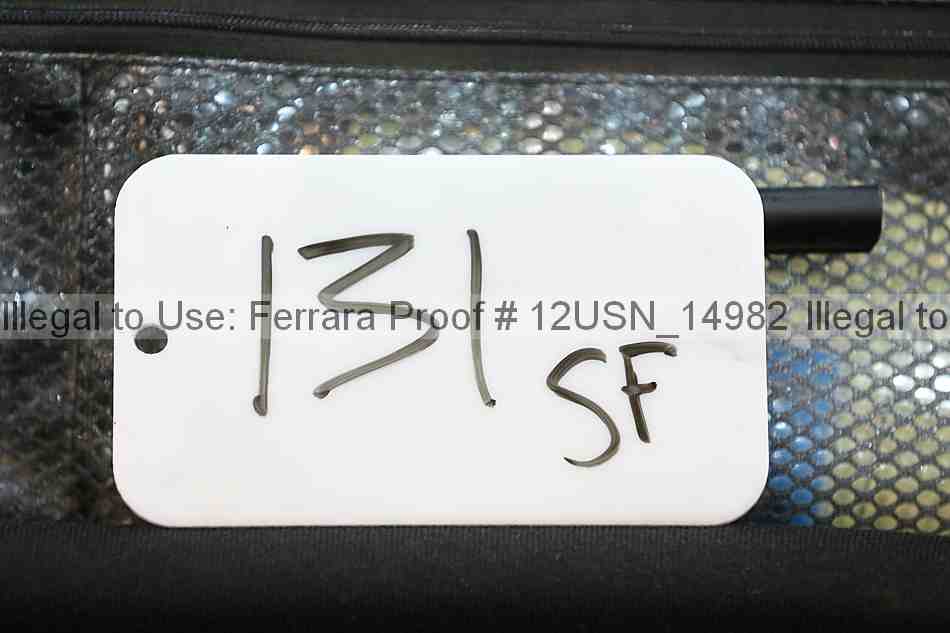 131
Illegal to Use: Ferrara Proof # 12USN_14982 Illegal to
SF